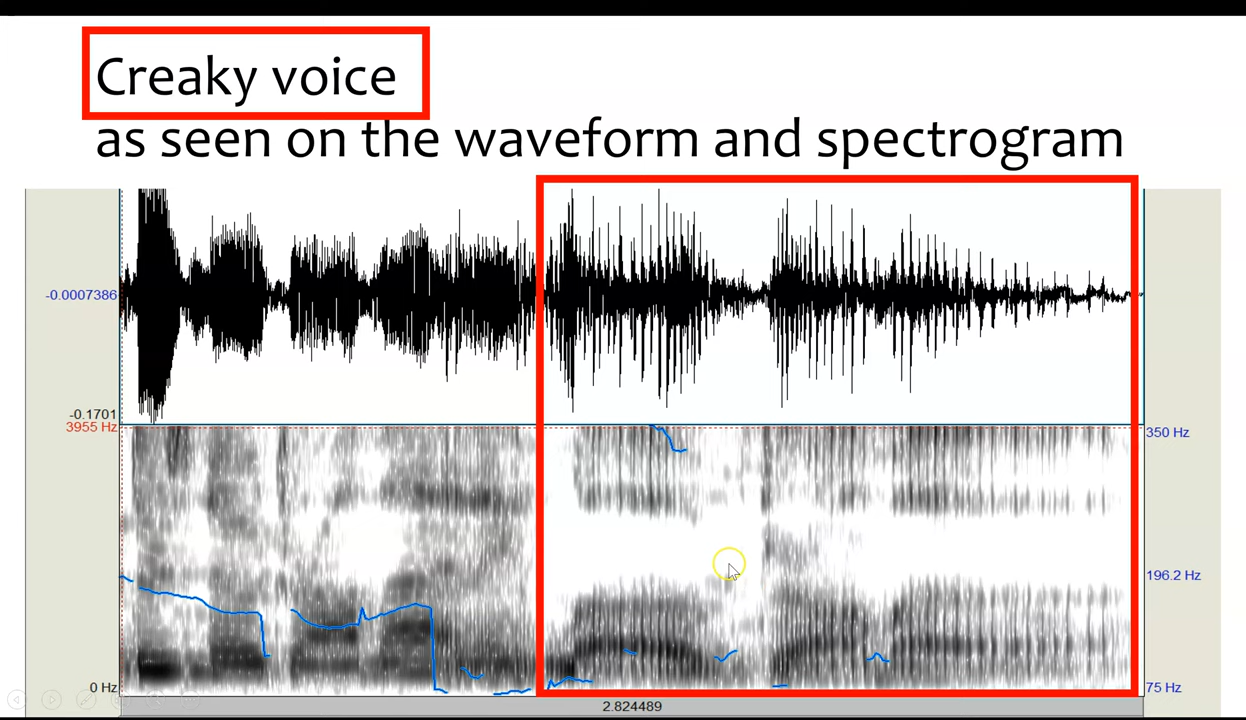 Creaky voice
as seen on the waveform and spectrogram
-0.0007386
-0.1701
3955 Hz
350 Hz
196.2 Hz
0 Hz
75 Hz
2.824489